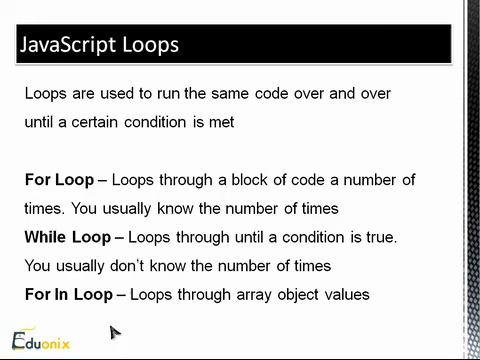 JavaScript Loops
Loops are used to run the same code over and over
until a certain condition is met
For Loop – Loops through a block of code a number of
times. You usually know the number of times
While Loop – Loops through until a condition is true.
You usually don't know the number of times
For In Loop – Loops through array object values
Eduonix